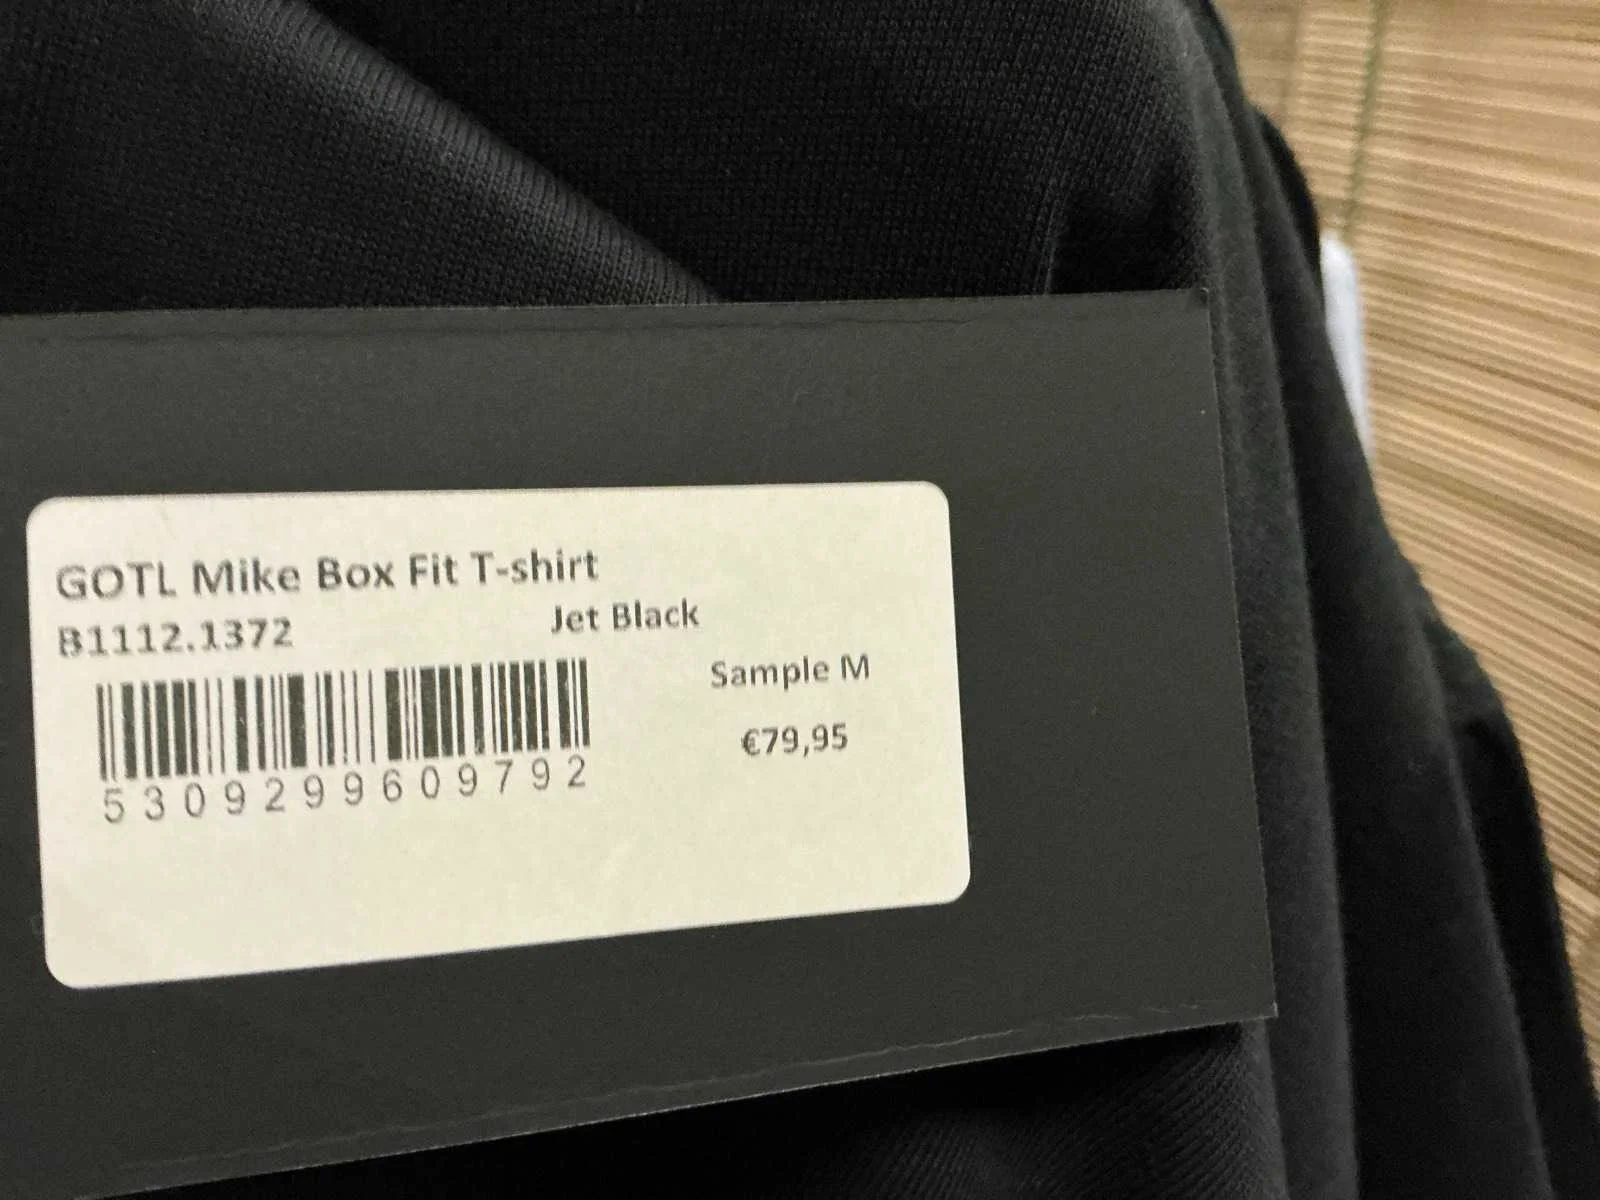 GOTL Mike Box Fit T-shirt
B1112.1372
Jet Black
Sample M
€79,95
5309299609792